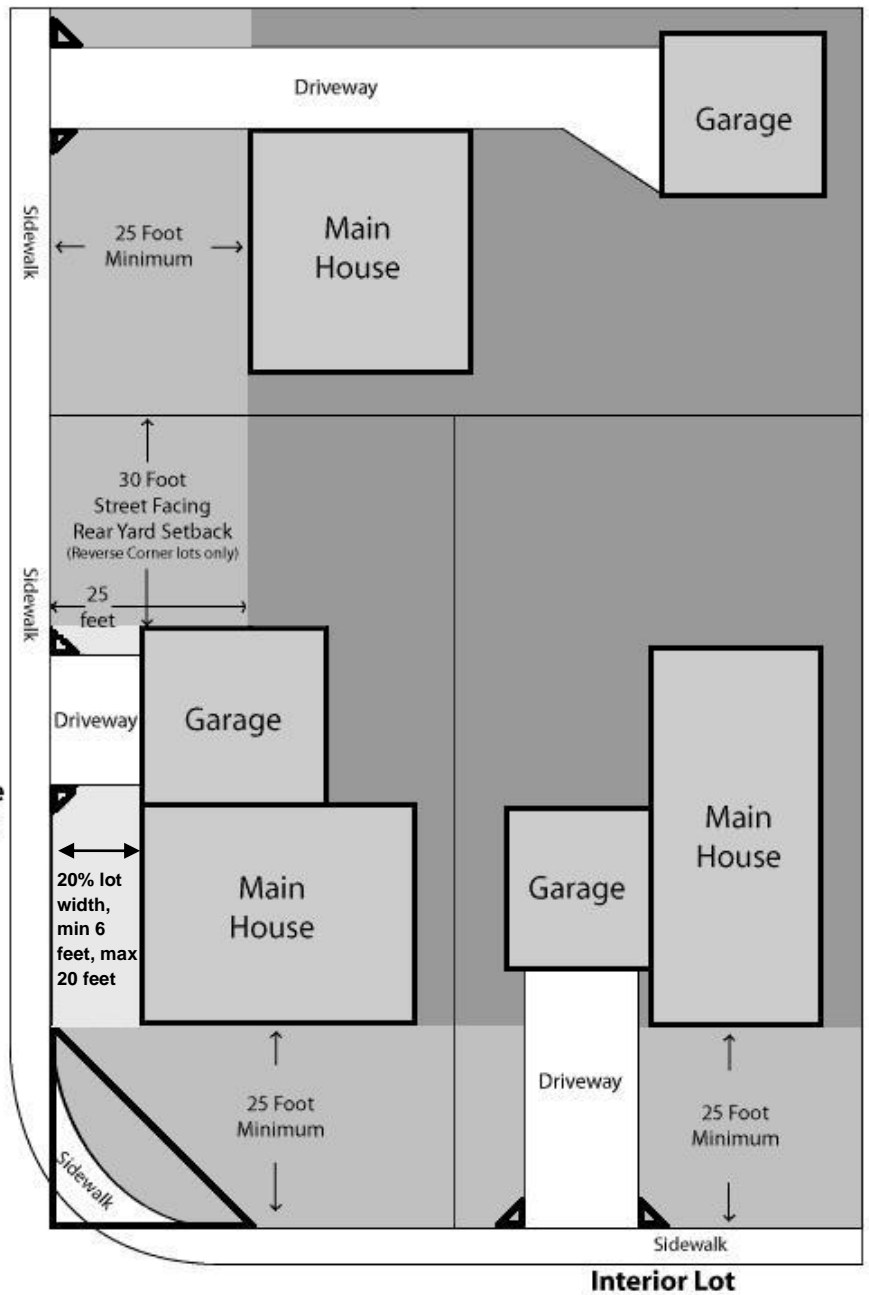 Driveway
Garage
Sidewalk
25 Foot
Minimum
Main
House
30 Foot
Street Facing
Rear Yard Setback
(Reverse Corner lots only)
Sidewalk
25
feet
Driveway
Garage
Main
House
Garage
20% lot
width,
min 6
feet, max
20 feet
Main
House
25 Foot
Minimum
Driveway
25 Foot
Minimum
Sidewalk
Sidewalk
Interior Lot